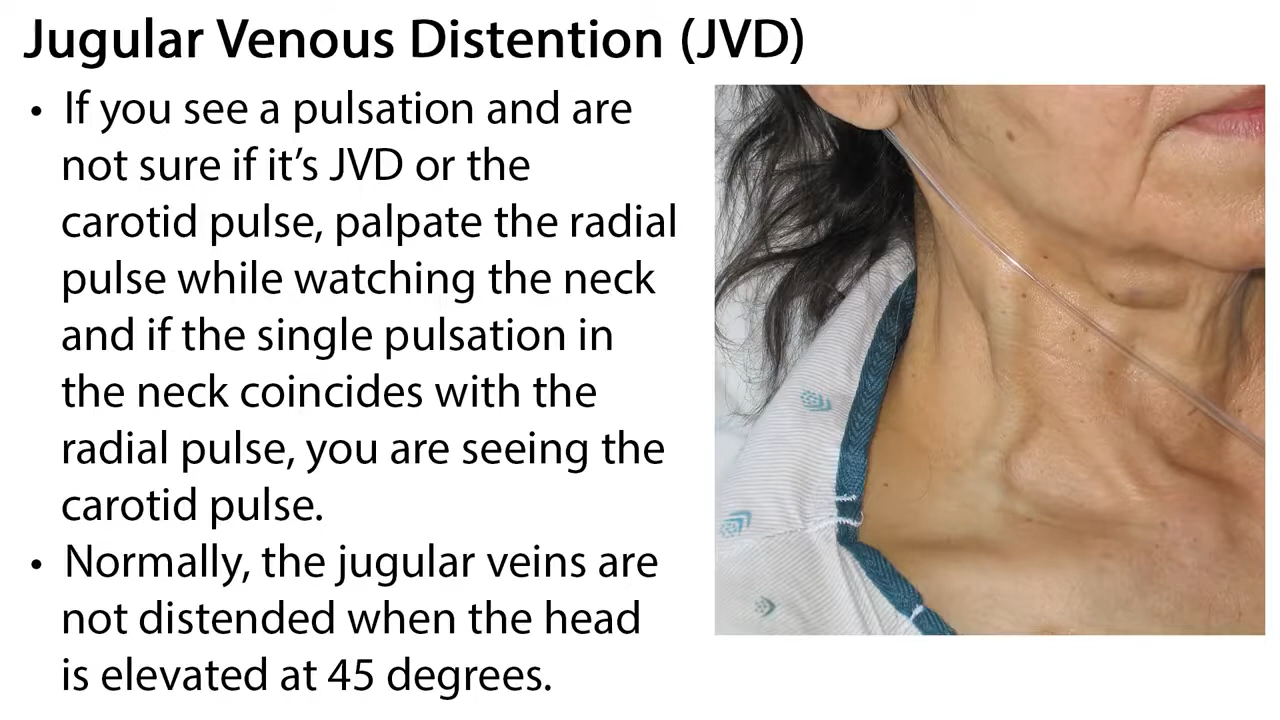 Jugular Venous Distention (JVD)
• If you see a pulsation and are
not sure if it’s JVD or the
carotid pulse, palpate the radial
pulse while watching the neck
and if the single pulsation in
the neck coincides with the
radial pulse, you are seeing the
carotid pulse.
• Normally, the jugular veins are
not distended when the head
is elevated at 45 degrees.